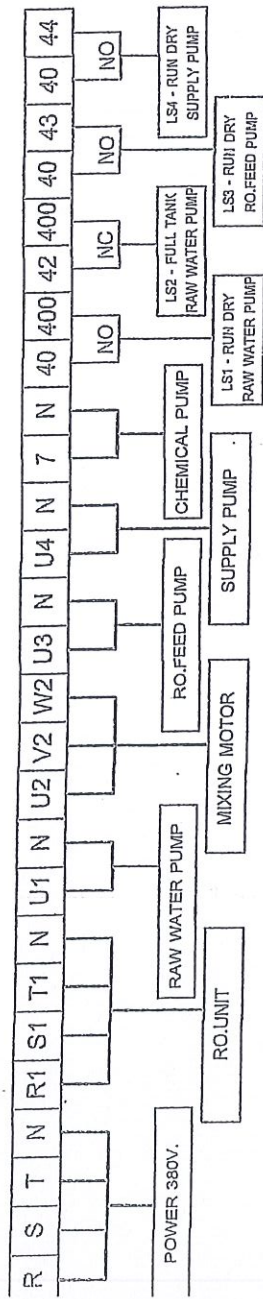 R S T N R1 S1 T1 N U1 N U2 V2 W2 U3 N U4 N 7 N 40 400 42 400 40 43 40 44
NO NC NO NO
POWER 380V.
RO.UNIT
RAW WATER PUMP
MIXING MOTOR
RO.FEED PUMP
SUPPLY PUMP
CHEMICAL PUMP
LS1 - RUN DRY
RAW WATER PUMP
LS2 - FULL TANK
RAW WATER PUMP
LS3 - RUN DRY
RO.FEED PUMP
LS4 - RUN DRY
SUPPLY PUMP